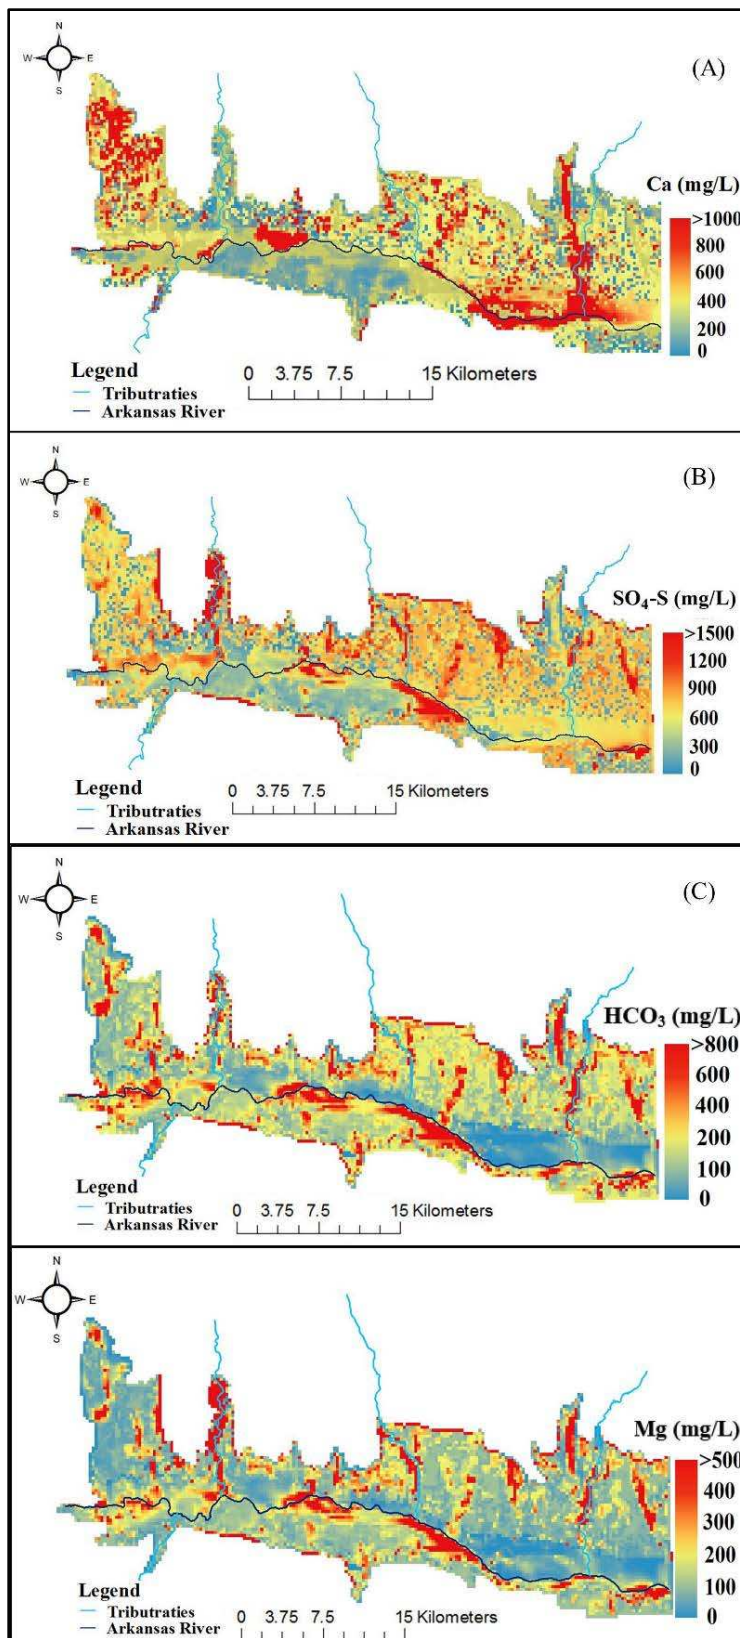 N
(A)
W E
S
Ca (mg/L)
>1000
800
600
400
200
0
Legend
Tributraties
Arkansas River
0 3.75 7.5 15 Kilometers
N
(B)
W E
S
SO₄-S (mg/L)
>1500
1200
900
600
300
0
Legend
Tributraties
Arkansas River
0 3.75 7.5 15 Kilometers
N
(C)
W E
S
HCO₃ (mg/L)
>800
600
400
200
100
0
Legend
Tributraties
Arkansas River
0 3.75 7.5 15 Kilometers
N
W E
S
Mg (mg/L)
>500
400
300
200
100
0
Legend
Tributraties
Arkansas River
0 3.75 7.5 15 Kilometers